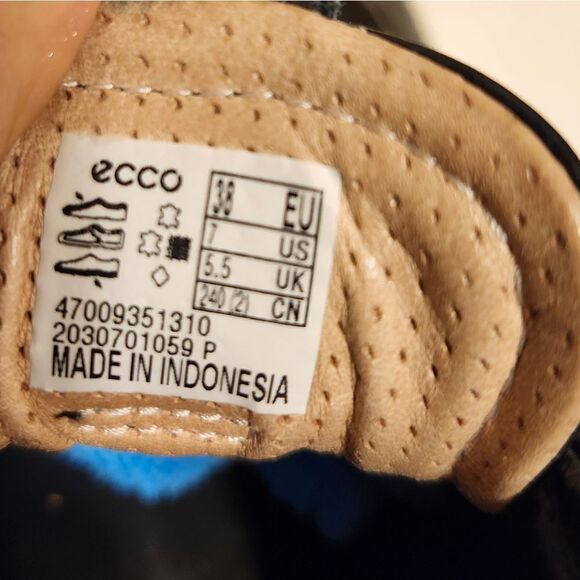 ecco
38 EU
7 US
5.5 UK
240 (2) CN
47009351310
2030701059 P
MADE IN INDONESIA